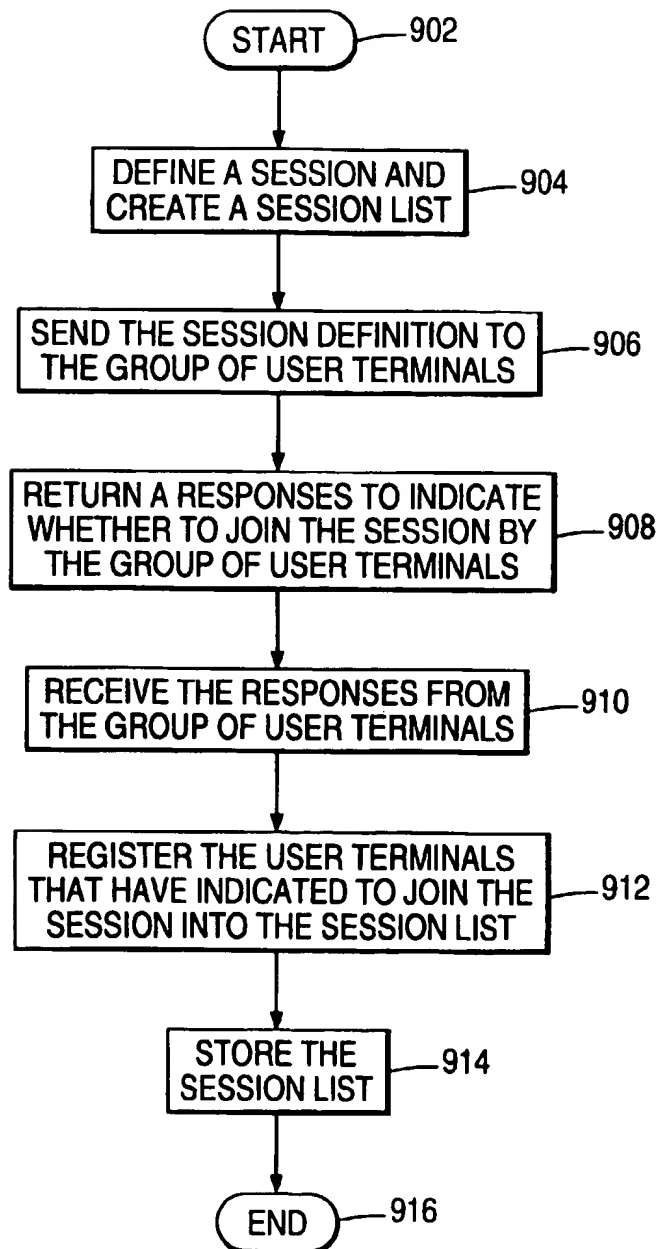 START
902
DEFINE A SESSION AND
CREATE A SESSION LIST
904
SEND THE SESSION DEFINITION TO
THE GROUP OF USER TERMINALS
906
RETURN A RESPONSES TO INDICATE
WHETHER TO JOIN THE SESSION BY
THE GROUP OF USER TERMINALS
908
RECEIVE THE RESPONSES FROM
THE GROUP OF USER TERMINALS
910
REGISTER THE USER TERMINALS
THAT HAVE INDICATED TO JOIN THE
SESSION INTO THE SESSION LIST
912
STORE THE
SESSION LIST
914
END
916